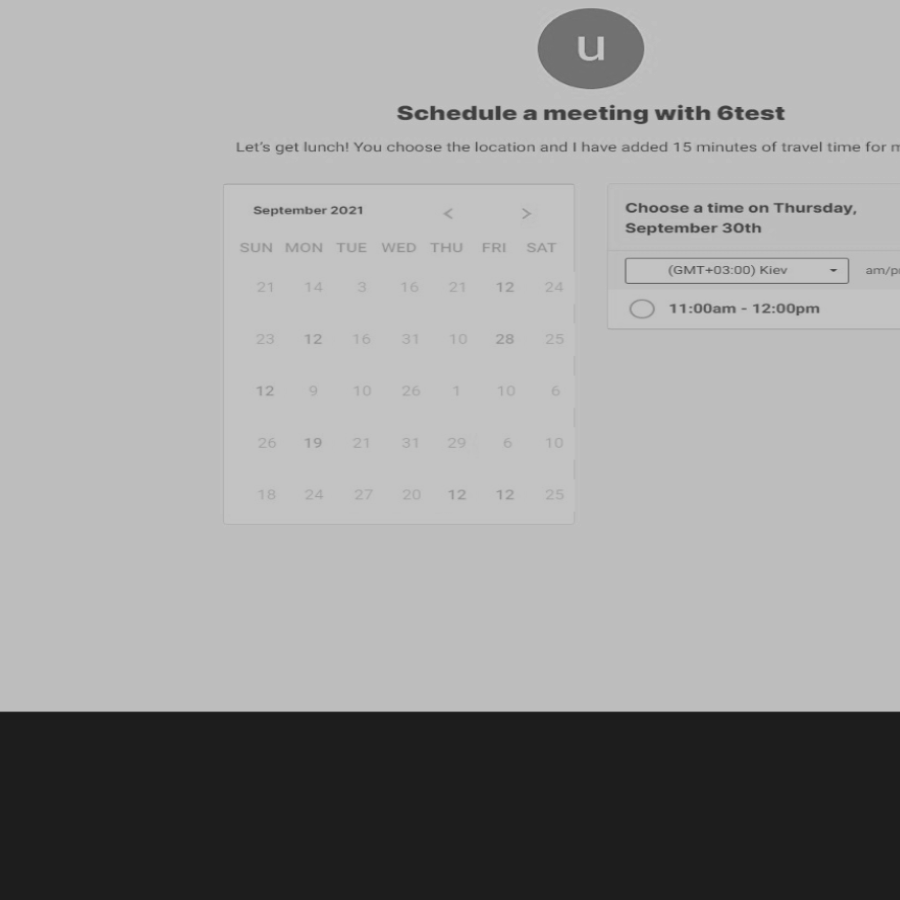 u
Schedule a meeting with 6test
Let's get lunch! You choose the location and I have added 15 minutes of travel time for
September 2021 < >
SUN MON TUE WED THU FRI SAT
21 14 3 16 21 12 24
23 12 16 31 10 28 25
12 9 10 26 1 10 6
26 19 21 31 29 6 10
18 24 27 20 12 12 25
Choose a time on Thursday,
September 30th
(GMT+03:00) Kiev
11:00am - 12:00pm